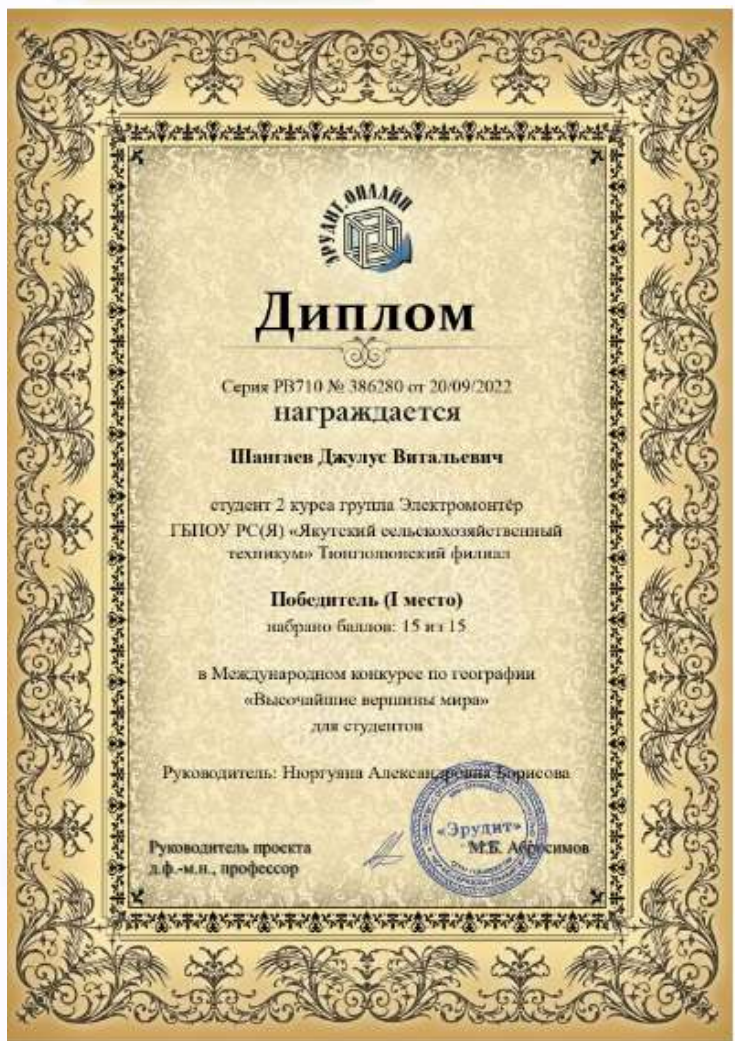 ЭРУДИТ.ОНЛАЙН
Диплом
Серия РВ710 № 386280 от 20/09/2022
награждается
Шангаев Джулус Витальевич
студент 2 курса группа Электромонтёр
ГБПОУ РС(Я) «Якутский сельскохозяйственный
техникум» Тюнгюлюнский филиал
Победитель (I место)
набрано баллов: 15 из 15
в Международном конкурсе по географии
«Высочайшие вершины мира»
для студентов
Руководитель: Нюргуяна Александровна Борисова
«Эрудит»
Руководитель проекта
М.Б. Абросимов
д.ф.-м.н., профессор